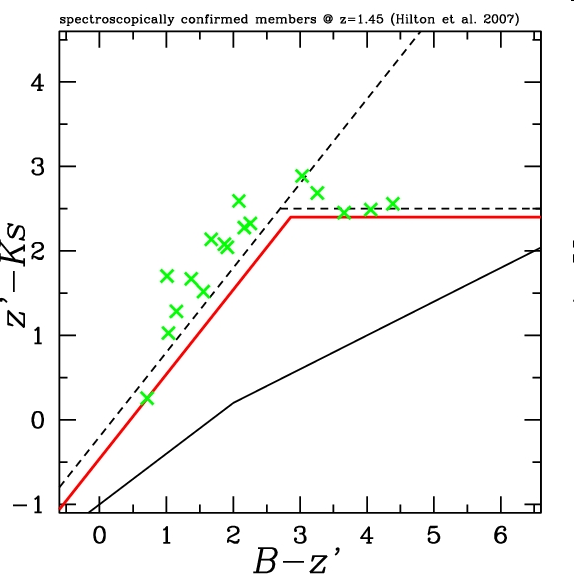 spectroscopically confirmed members @ z=1.45 (Hilton et al. 2007)
4
3
2
1
0
-1
z'-Ks
0 1 2 3 4 5 6
B-z'